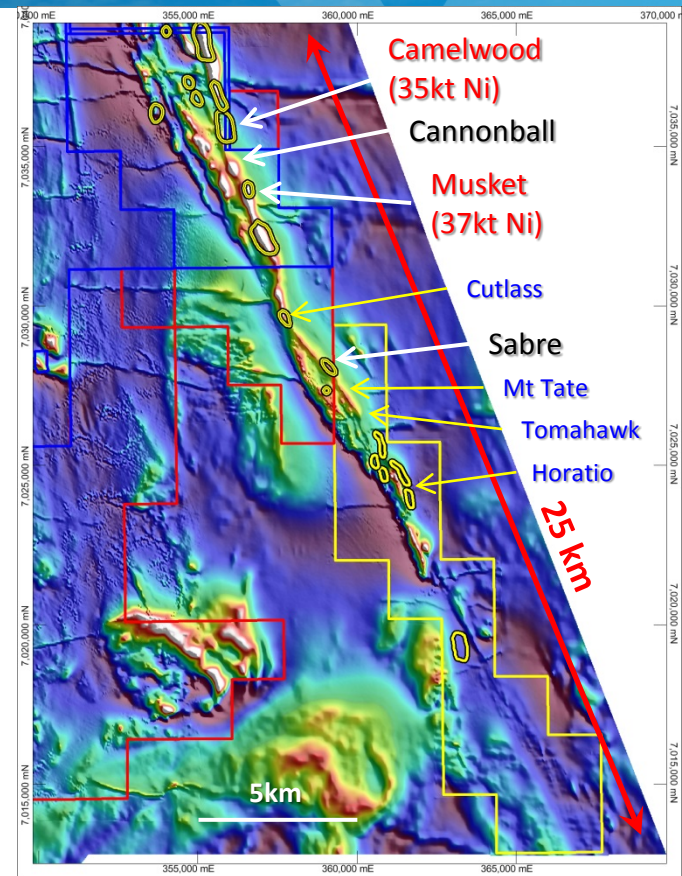 355,000 mE
360,000 mE
365,000 mE
370,000 m
Camelwood
(35kt Ni)
Cannonball
Musket
(37kt Ni)
Cutlass
Sabre
Mt Tate
Tomahawk
Horatio
25 km
5km
7,035,000 mN
7,030,000 mN
7,025,000 mN
7,020,000 mN
7,015,000 mN
7,035,000 mN
7,030,000 mN
7,025,000 mN
7,020,000 mN
7,015,000 mN
355,000 mE
360,000 mE
365,000 mE